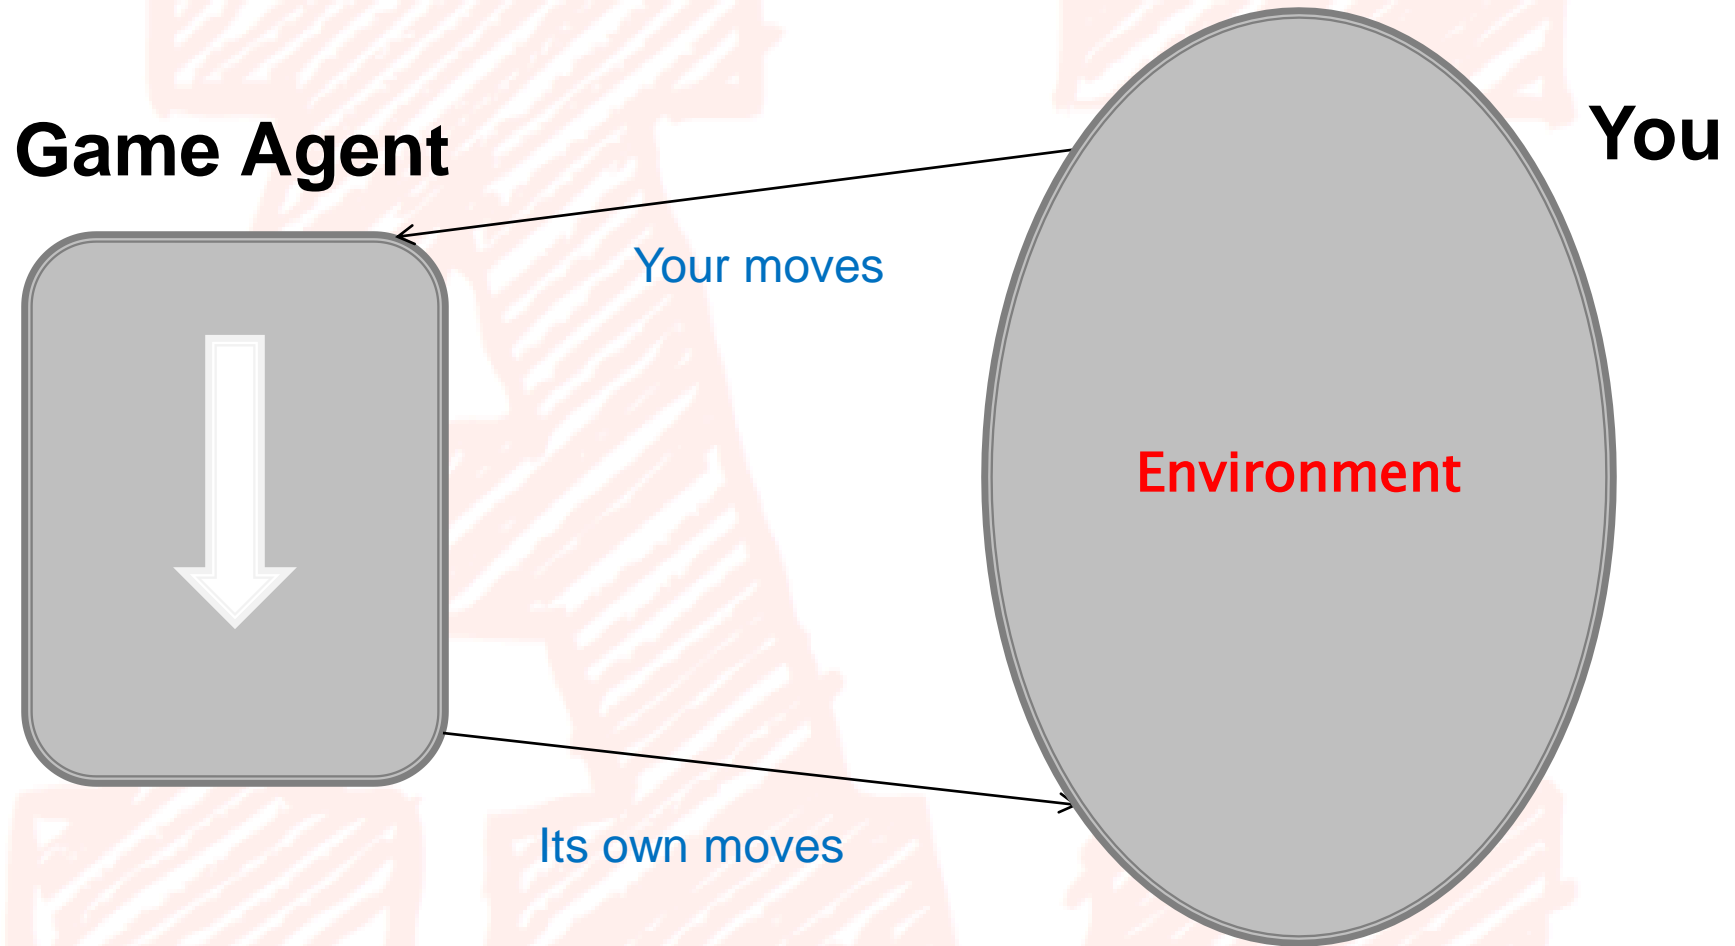 Game Agent
You
Your moves
Environment
Its own moves